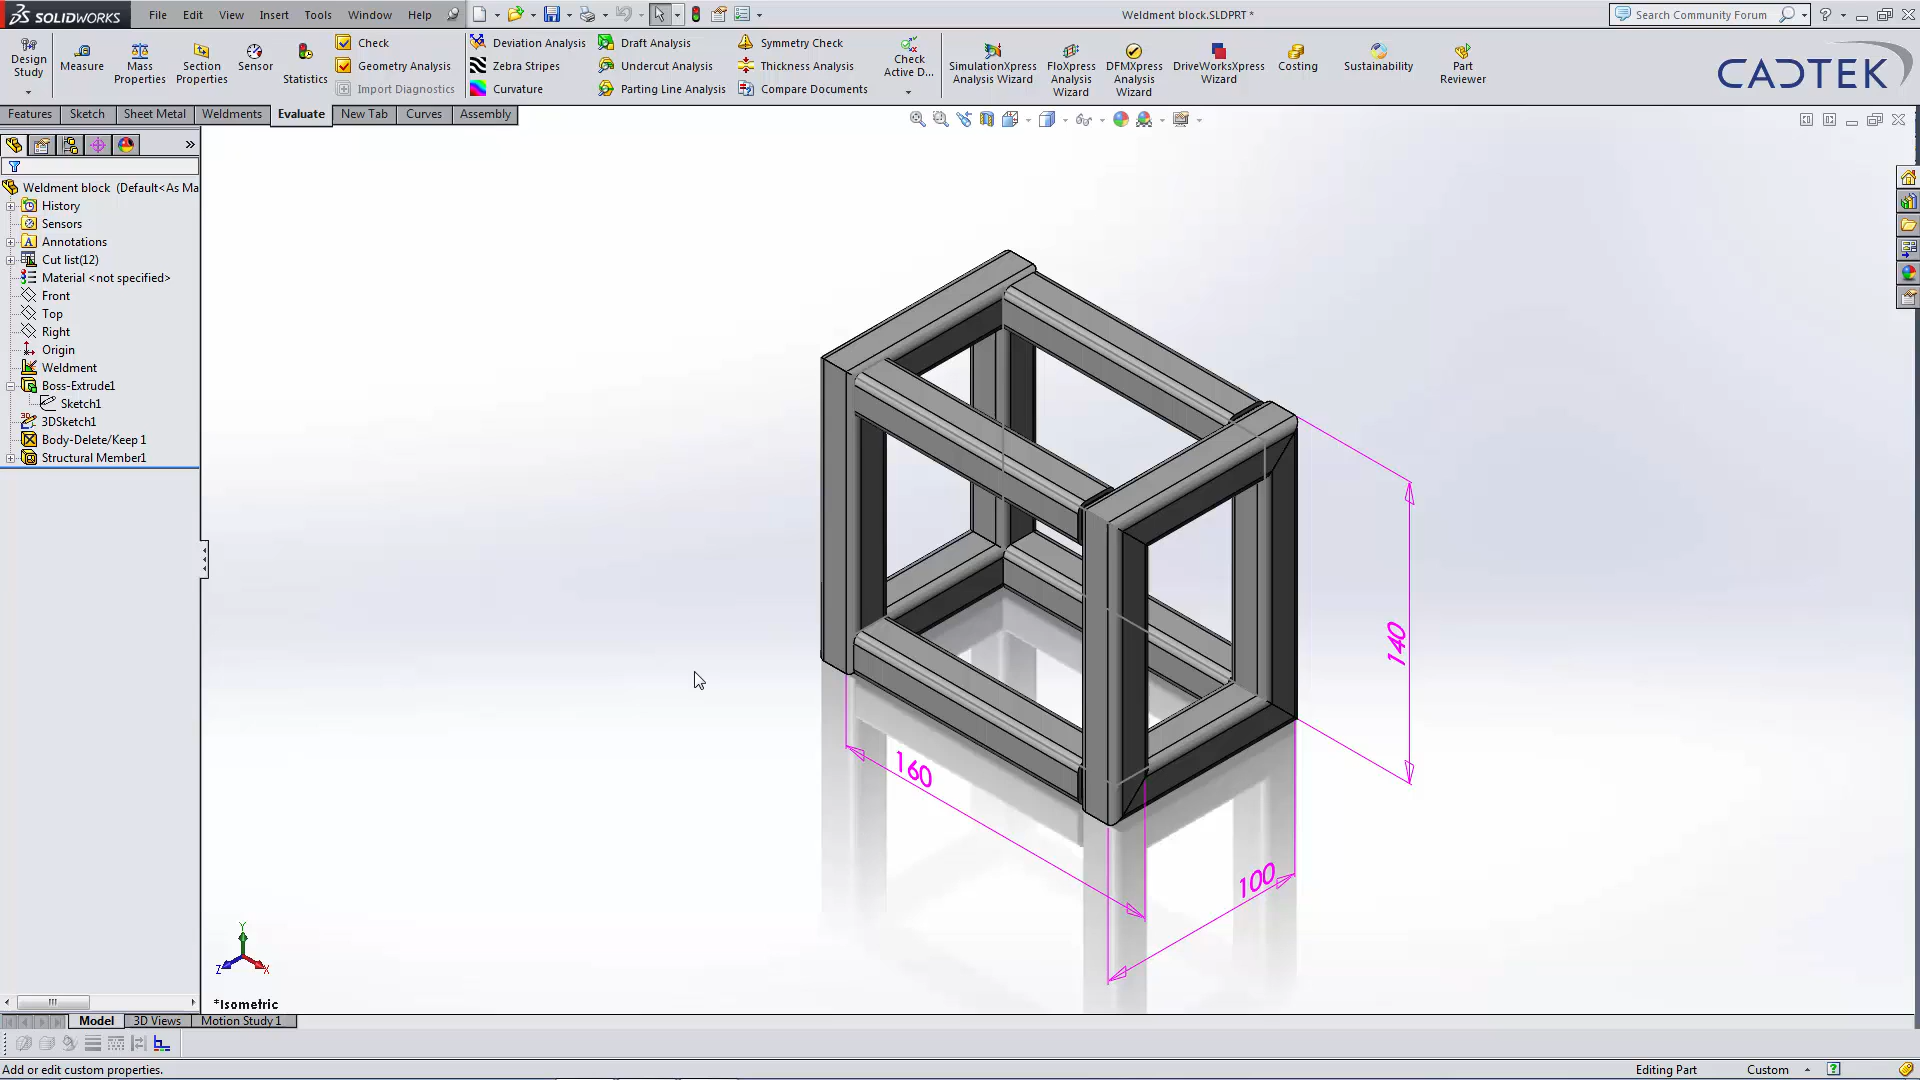 SOLIDWORKS
File Edit View Insert Tools Window Help
Weldment block.SLDPRT *
Search Community Forum
Design Study
Measure
Mass Properties
Section Properties
Sensor
Statistics
Check
Geometry Analysis
Import Diagnostics
Deviation Analysis
Zebra Stripes
Curvature
Draft Analysis
Undercut Analysis
Parting Line Analysis
Symmetry Check
Thickness Analysis
Compare Documents
Check Active D...
SimulationXpress Analysis Wizard
FloXpress Analysis Wizard
DFMXpress Analysis Wizard
DriveWorksXpress Wizard
Costing
Sustainability
Part Reviewer
CADTEK
Features Sketch Sheet Metal Weldments Evaluate New Tab Curves Assembly
Weldment block (Default<As Ma
History
Sensors
Annotations
Cut list(12)
Material <not specified>
Front
Top
Right
Origin
Weldment
Boss-Extrude1
Sketch1
3DSketch1
Body-Delete/Keep 1
Structural Member1
140
160
100
Y
Z
X
*Isometric
Model 3D Views Motion Study 1
Add or edit custom properties.
Editing Part
Custom